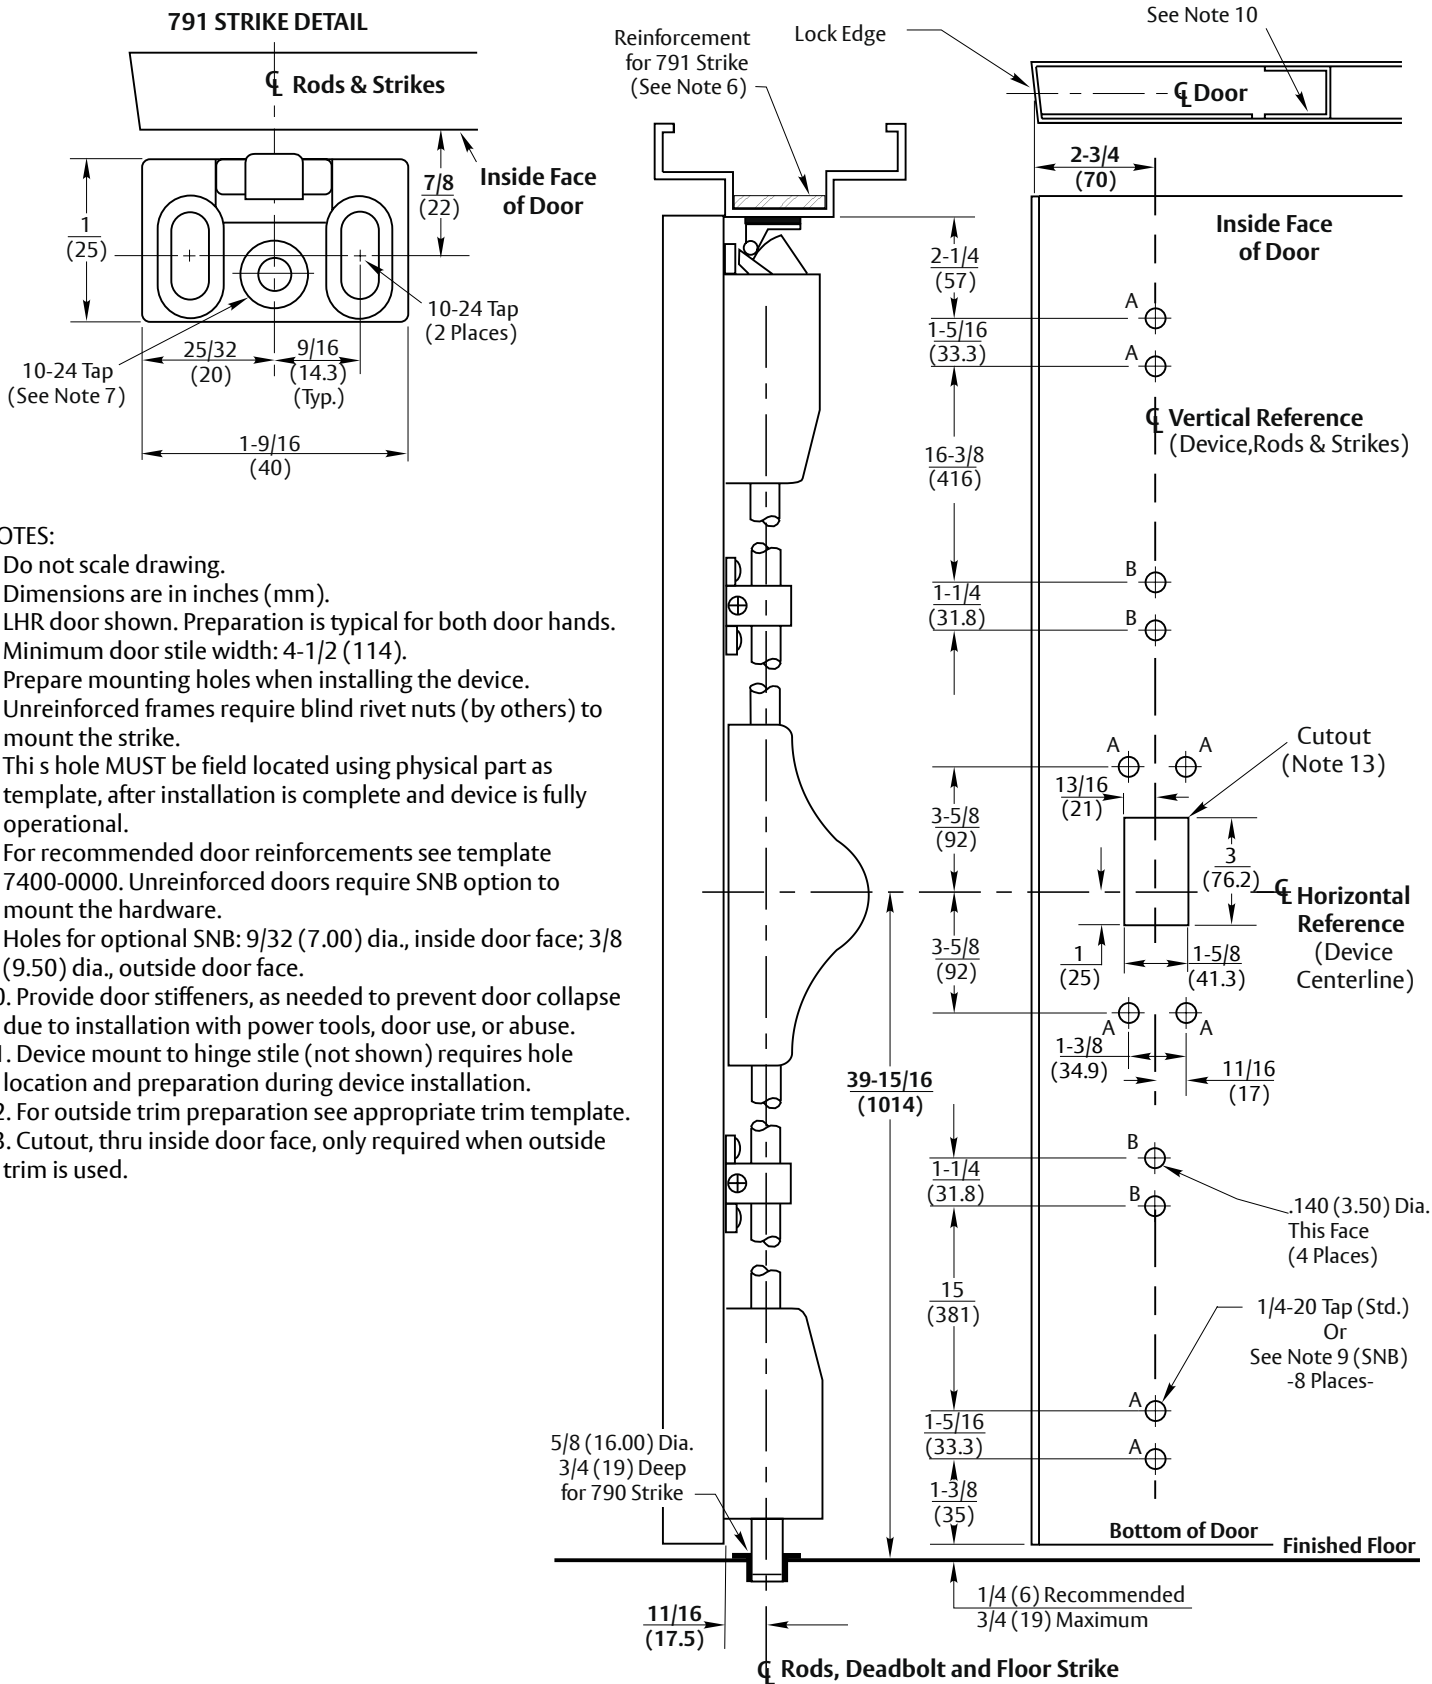 791 STRIKE DETAIL
℄ Rods & Strikes
Inside Face
of Door
7/8
(22)
1
(25)
10-24 Tap
(2 Places)
10-24 Tap
(See Note 7)
25/32
(20)
9/16
(14.3)
(Typ.)
1-9/16
(40)
Reinforcement
for 791 Strike
(See Note 6)
Lock Edge
See Note 10
℄ Door
2-3/4
(70)
Inside Face
of Door
2-1/4
(57)
A
1-5/16
(33.3)
A
℄ Vertical Reference
(Device,Rods & Strikes)
16-3/8
(416)
B
1-1/4
(31.8)
B
OTES:
Do not scale drawing.
Dimensions are in inches (mm).
LHR door shown. Preparation is typical for both door hands.
Minimum door stile width: 4-1/2 (114).
Prepare mounting holes when installing the device.
Unreinforced frames require blind rivet nuts (by others) to
mount the strike.
Thi s hole MUST be field located using physical part as
template, after installation is complete and device is fully
operational.
For recommended door reinforcements see template
7400-0000. Unreinforced doors require SNB option to
mount the hardware.
Holes for optional SNB: 9/32 (7.00) dia., inside door face; 3/8
(9.50) dia., outside door face.
0. Provide door stiffeners, as needed to prevent door collapse
due to installation with power tools, door use, or abuse.
1. Device mount to hinge stile (not shown) requires hole
location and preparation during device installation.
2. For outside trim preparation see appropriate trim template.
3. Cutout, thru inside door face, only required when outside
trim is used.
A
A
Cutout
(Note 13)
13/16
(21)
3-5/8
(92)
3
(76.2)
℄ Horizontal
Reference
(Device
Centerline)
3-5/8
(92)
1
(25)
1-5/8
(41.3)
A
A
1-3/8
(34.9)
11/16
(17)
39-15/16
(1014)
B
1-1/4
(31.8)
B
.140 (3.50) Dia.
This Face
(4 Places)
15
(381)
1/4-20 Tap (Std.)
Or
See Note 9 (SNB)
-8 Places-
A
1-5/16
(33.3)
A
5/8 (16.00) Dia.
3/4 (19) Deep
for 790 Strike
1-3/8
(35)
Bottom of Door
Finished Floor
1/4 (6) Recommended
3/4 (19) Maximum
11/16
(17.5)
℄ Rods, Deadbolt and Floor Strike